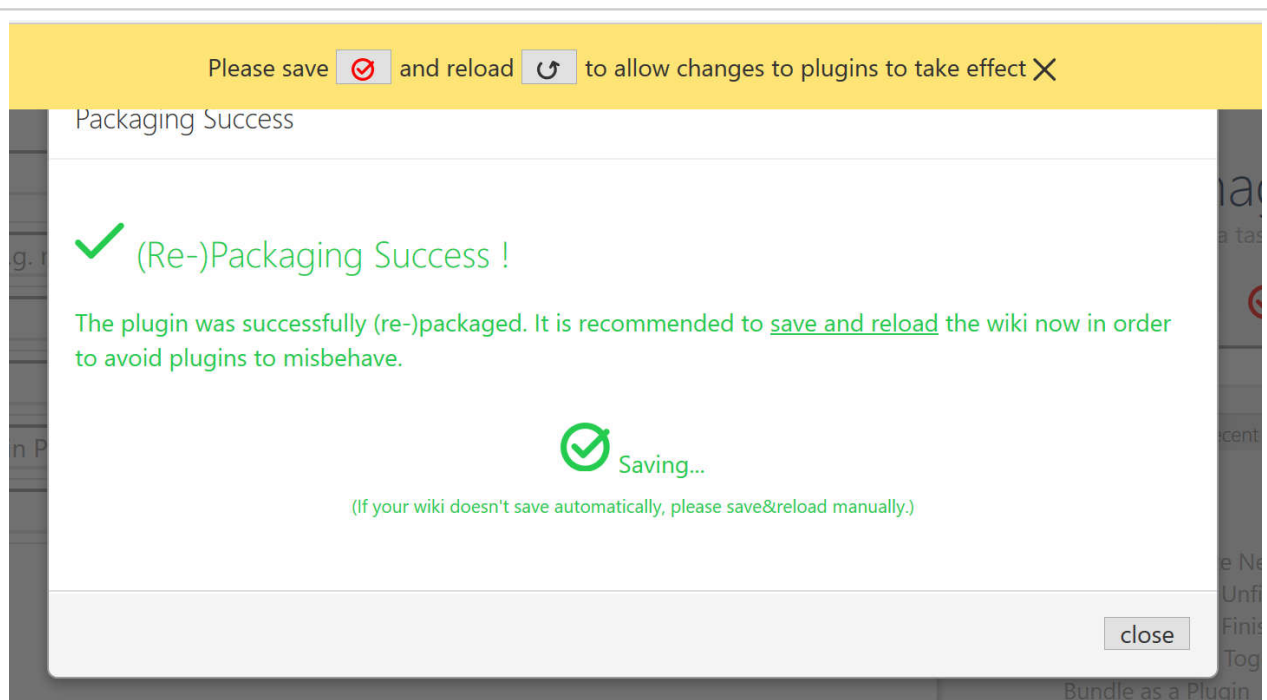 Please save and reload to allow changes to plugins to take effect
Packaging Success
(Re-)Packaging Success !
The plugin was successfully (re-)packaged. It is recommended to save and reload the wiki now in order
to avoid plugins to misbehave.
Saving...
(If your wiki doesn't save automatically, please save&reload manually.)
close
Bundle as a Plugin